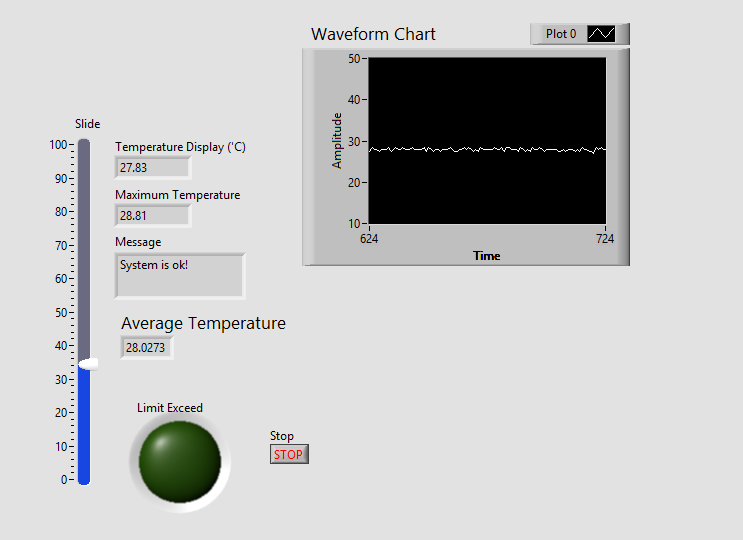 Waveform Chart
Plot 0
50
40
30
20
10
Amplitude
624
724
Time
Slide
100
90
80
70
60
50
40
30
20
10
0
Temperature Display ('C)
27.83
Maximum Temperature
28.81
Message
System is ok!
Average Temperature
28.0273
Limit Exceed
Stop
STOP